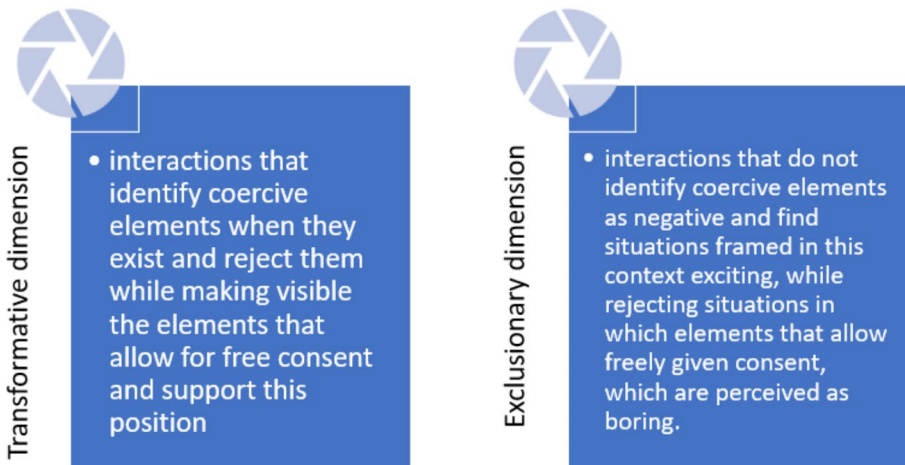 Transformative dimension
• interactions that
identify coercive
elements when they
exist and reject them
while making visible
the elements that
allow for free consent
and support this
position
Exclusionary dimension
• interactions that do not
identify coercive elements
as negative and find
situations framed in this
context exciting, while
rejecting situations in
which elements that allow
freely given consent,
which are perceived as
boring.